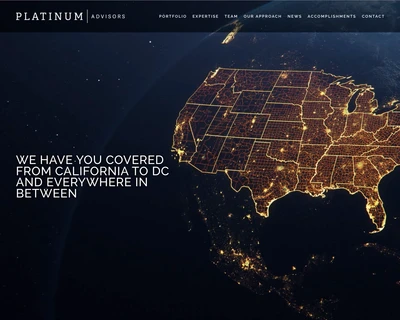 PLATINUM | ADVISORS
PORTFOLIO EXPERTISE TEAM OUR APPROACH NEWS ACCOMPLISHMENTS CONTACT
WE HAVE YOU COVERED
FROM CALIFORNIA TO DC
AND EVERYWHERE IN
BETWEEN